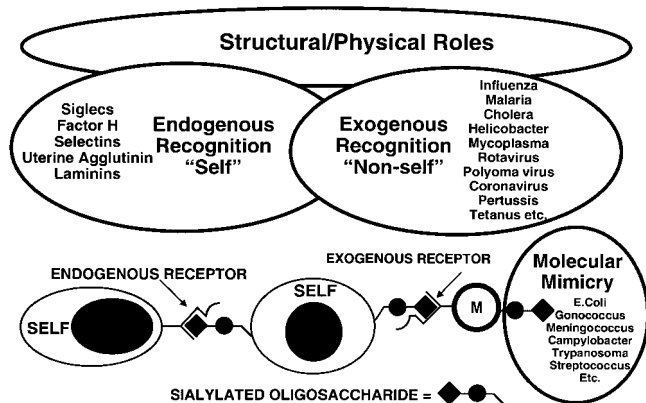 Structural/Physical Roles
Siglecs
Factor H
Selectins
Uterine Agglutinin
Laminins
Endogenous
Recognition
“Self”
Exogenous
Recognition
“Non-self”
Influenza
Malaria
Cholera
Helicobacter
Mycoplasma
Rotavirus
Polyoma virus
Coronavirus
Pertussis
Tetanus etc.
ENDOGENOUS RECEPTOR
EXOGENOUS RECEPTOR
SELF
SELF
M
Molecular
Mimicry
E.Coli
Gonococcus
Meningococcus
Campylobacter
Trypanosoma
Streptococcus
Etc.
SIALYLATED OLIGOSACCHARIDE =